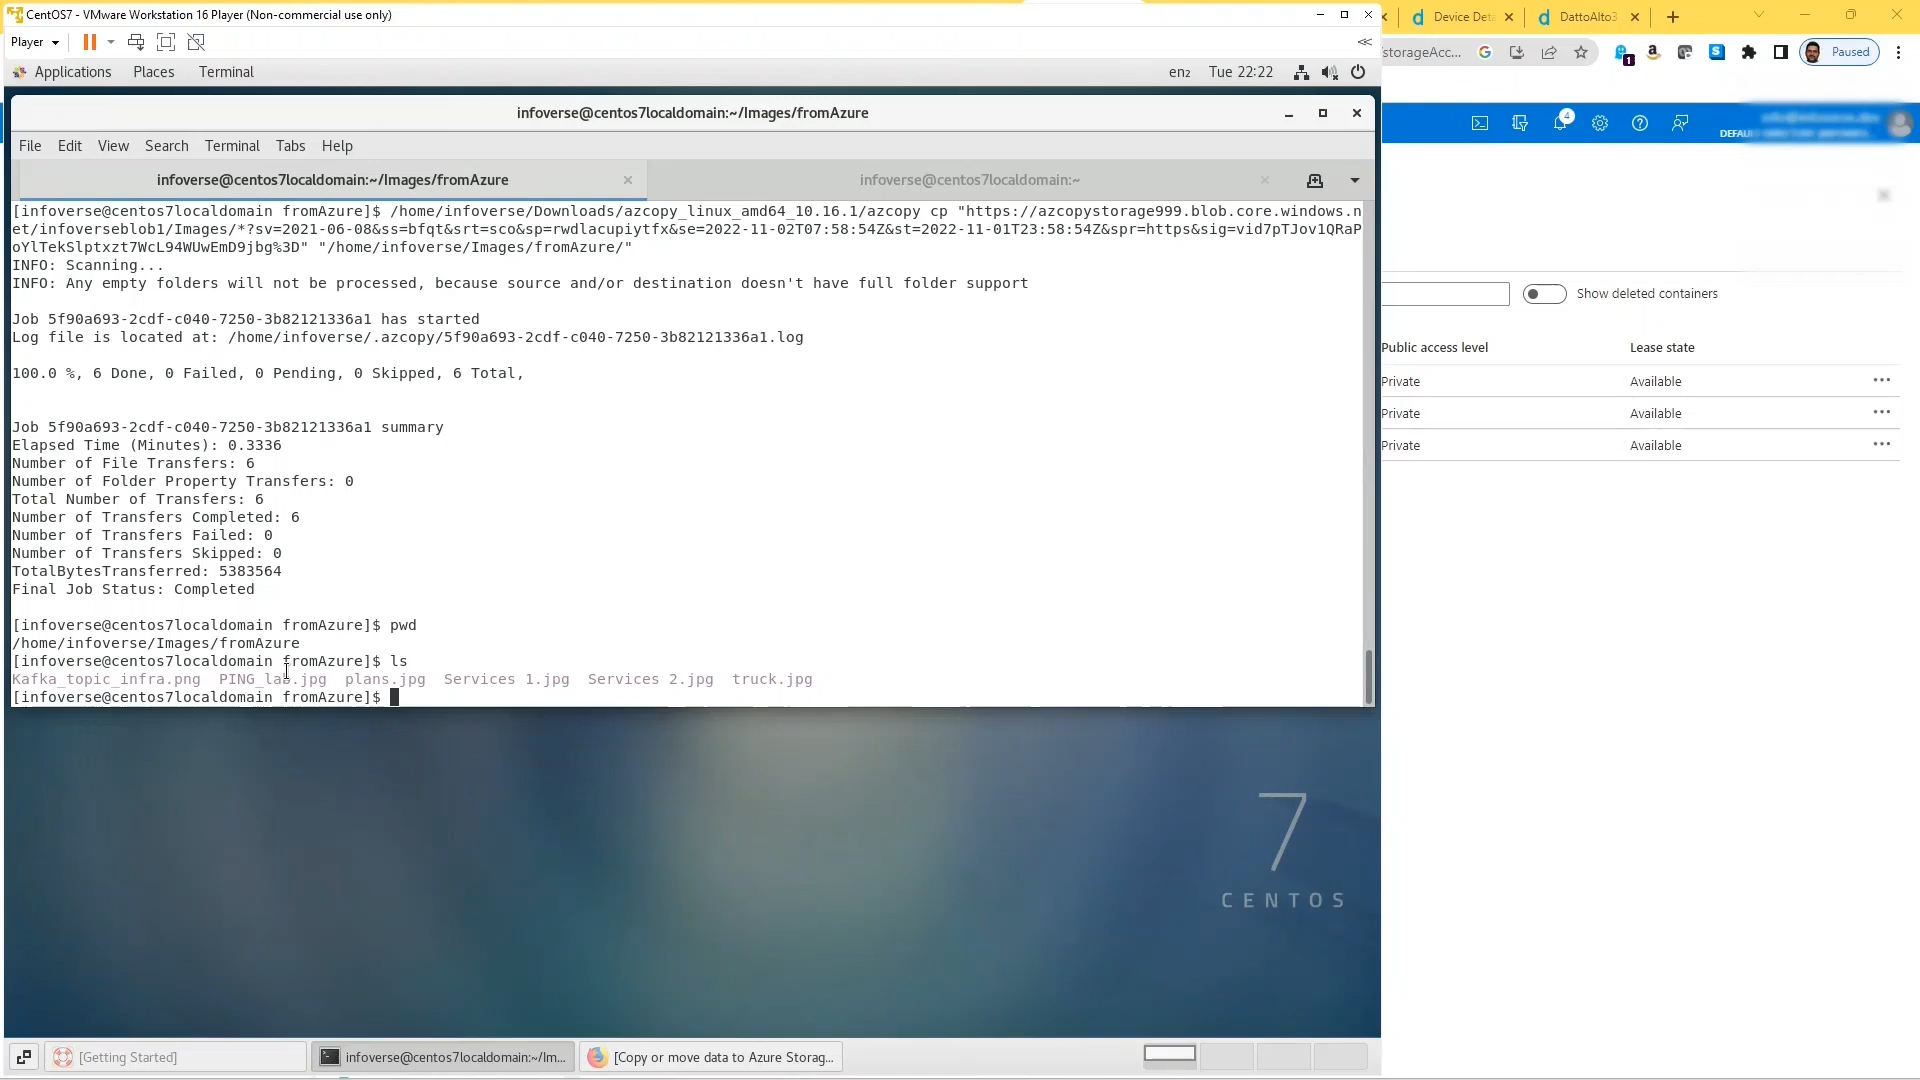 CentOS7 - VMware Workstation 16 Player (Non-commercial use only)
Device Det
DattoAlto3
Player
storageAcc...
1
Paused
Applications Places Terminal
en₂ Tue 22:22
infoverse@centos7localdomain:~/Images/fromAzure
4
DEFAU
File Edit View Search Terminal Tabs Help
infoverse@centos7localdomain:~/Images/fromAzure
infoverse@centos7localdomain:~
[infoverse@centos7localdomain fromAzure]$ /home/infoverse/Downloads/azcopy_linux_amd64_10.16.1/azcopy cp "https://azcopystorage999.blob.core.windows.n
et/infoverseblob1/Images/*?sv=2021-06-08&ss=bfqt&srt=sco&sp=rwdlacupiytfx&se=2022-11-02T07:58:54Z&st=2022-11-01T23:58:54Z&spr=https&sig=vid7pTJov1QRaP
oYlTekSlptxzt7WcL94WUwEmD9jbg%3D" "/home/infoverse/Images/fromAzure/"
INFO: Scanning...
INFO: Any empty folders will not be processed, because source and/or destination doesn't have full folder support
Job 5f90a693-2cdf-c040-7250-3b82121336a1 has started
Log file is located at: /home/infoverse/.azcopy/5f90a693-2cdf-c040-7250-3b82121336a1.log
100.0 %, 6 Done, 0 Failed, 0 Pending, 0 Skipped, 6 Total,
Job 5f90a693-2cdf-c040-7250-3b82121336a1 summary
Elapsed Time (Minutes): 0.3336
Number of File Transfers: 6
Number of Folder Property Transfers: 0
Total Number of Transfers: 6
Number of Transfers Completed: 6
Number of Transfers Failed: 0
Number of Transfers Skipped: 0
TotalBytesTransferred: 5383564
Final Job Status: Completed
[infoverse@centos7localdomain fromAzure]$ pwd
/home/infoverse/Images/fromAzure
[infoverse@centos7localdomain fromAzure]$ ls
Kafka_topic_infra.png PING_lab.jpg plans.jpg Services 1.jpg Services 2.jpg truck.jpg
[infoverse@centos7localdomain fromAzure]$
Show deleted containers
Public access level Lease state
Private Available
Private Available
Private Available
7
CENTOS
[Getting Started]
infoverse@centos7localdomain:~/Im...
[Copy or move data to Azure Storag...